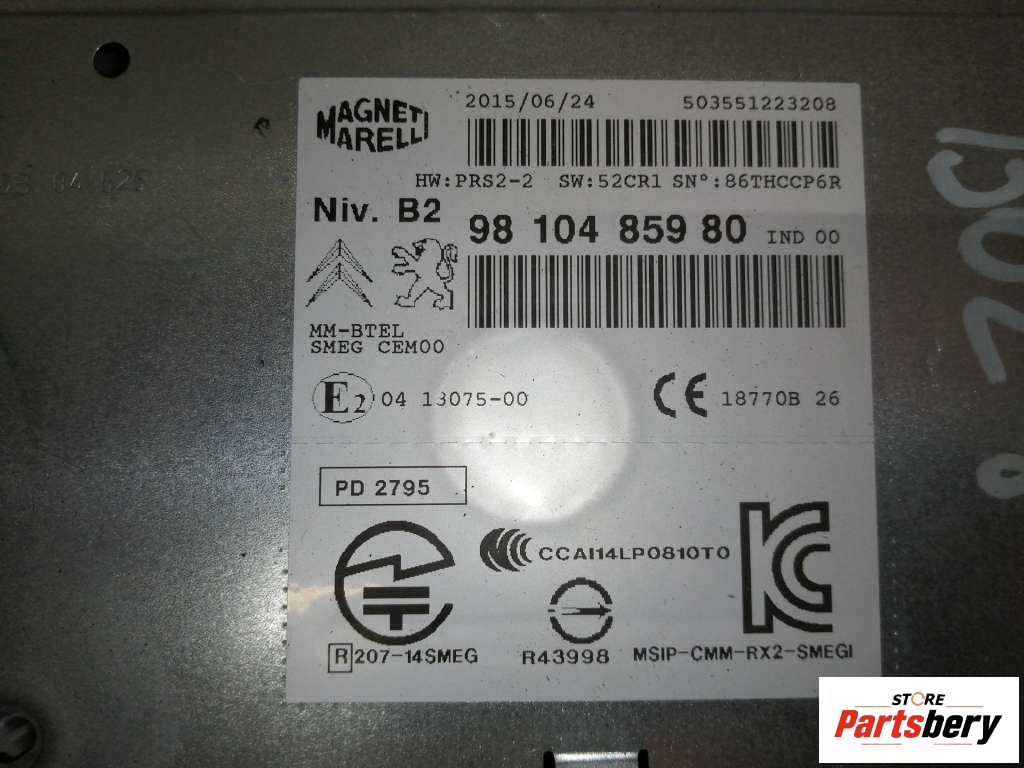 MAGNETI MARELLI
2015/06/24 503551223208
HW:PRS2-2 SW:52CR1 SN°:86THCCP6R
Niv. B2
98 104 859 80 IND 00
MM-BTEL
SMEG CEM00
E2 04 13075-00
CE 18770B 26
PD 2795
CCAI14LP0810T0
R 207-14SMEG
R43998
MSIP-CMM-RX2-SMEGI
STORE
Partsbery